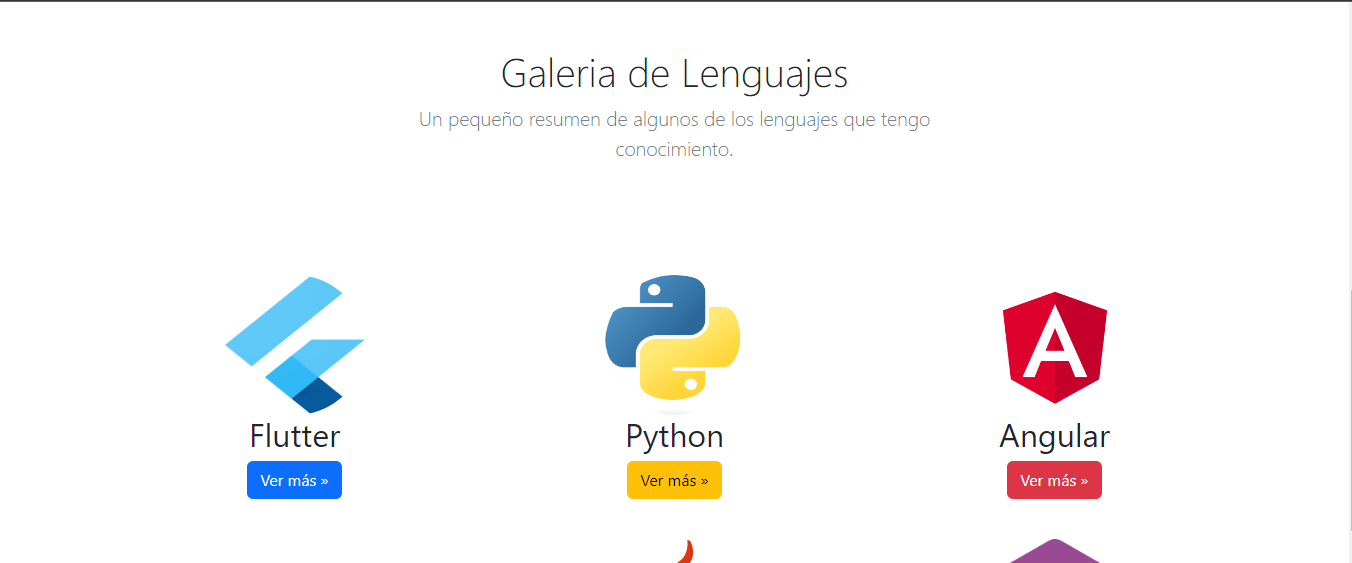 Galeria de Lenguajes
Un pequeño resumen de algunos de los lenguajes que tengo
conocimiento.
Flutter
Python
Angular
Ver más »
Ver más »
Ver más »